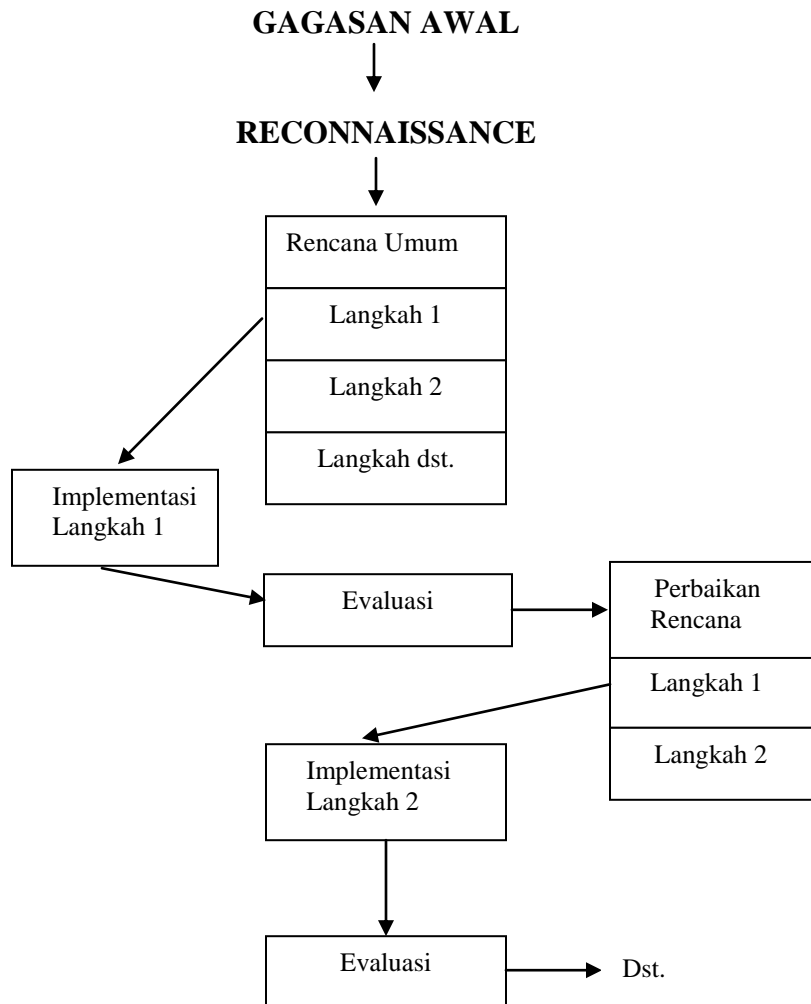 GAGASAN AWAL
RECONNAISSANCE
Rencana Umum
Langkah 1
Langkah 2
Langkah dst.
Implementasi
Langkah 1
Evaluasi
Perbaikan
Rencana
Langkah 1
Langkah 2
Implementasi
Langkah 2
Evaluasi
Dst.